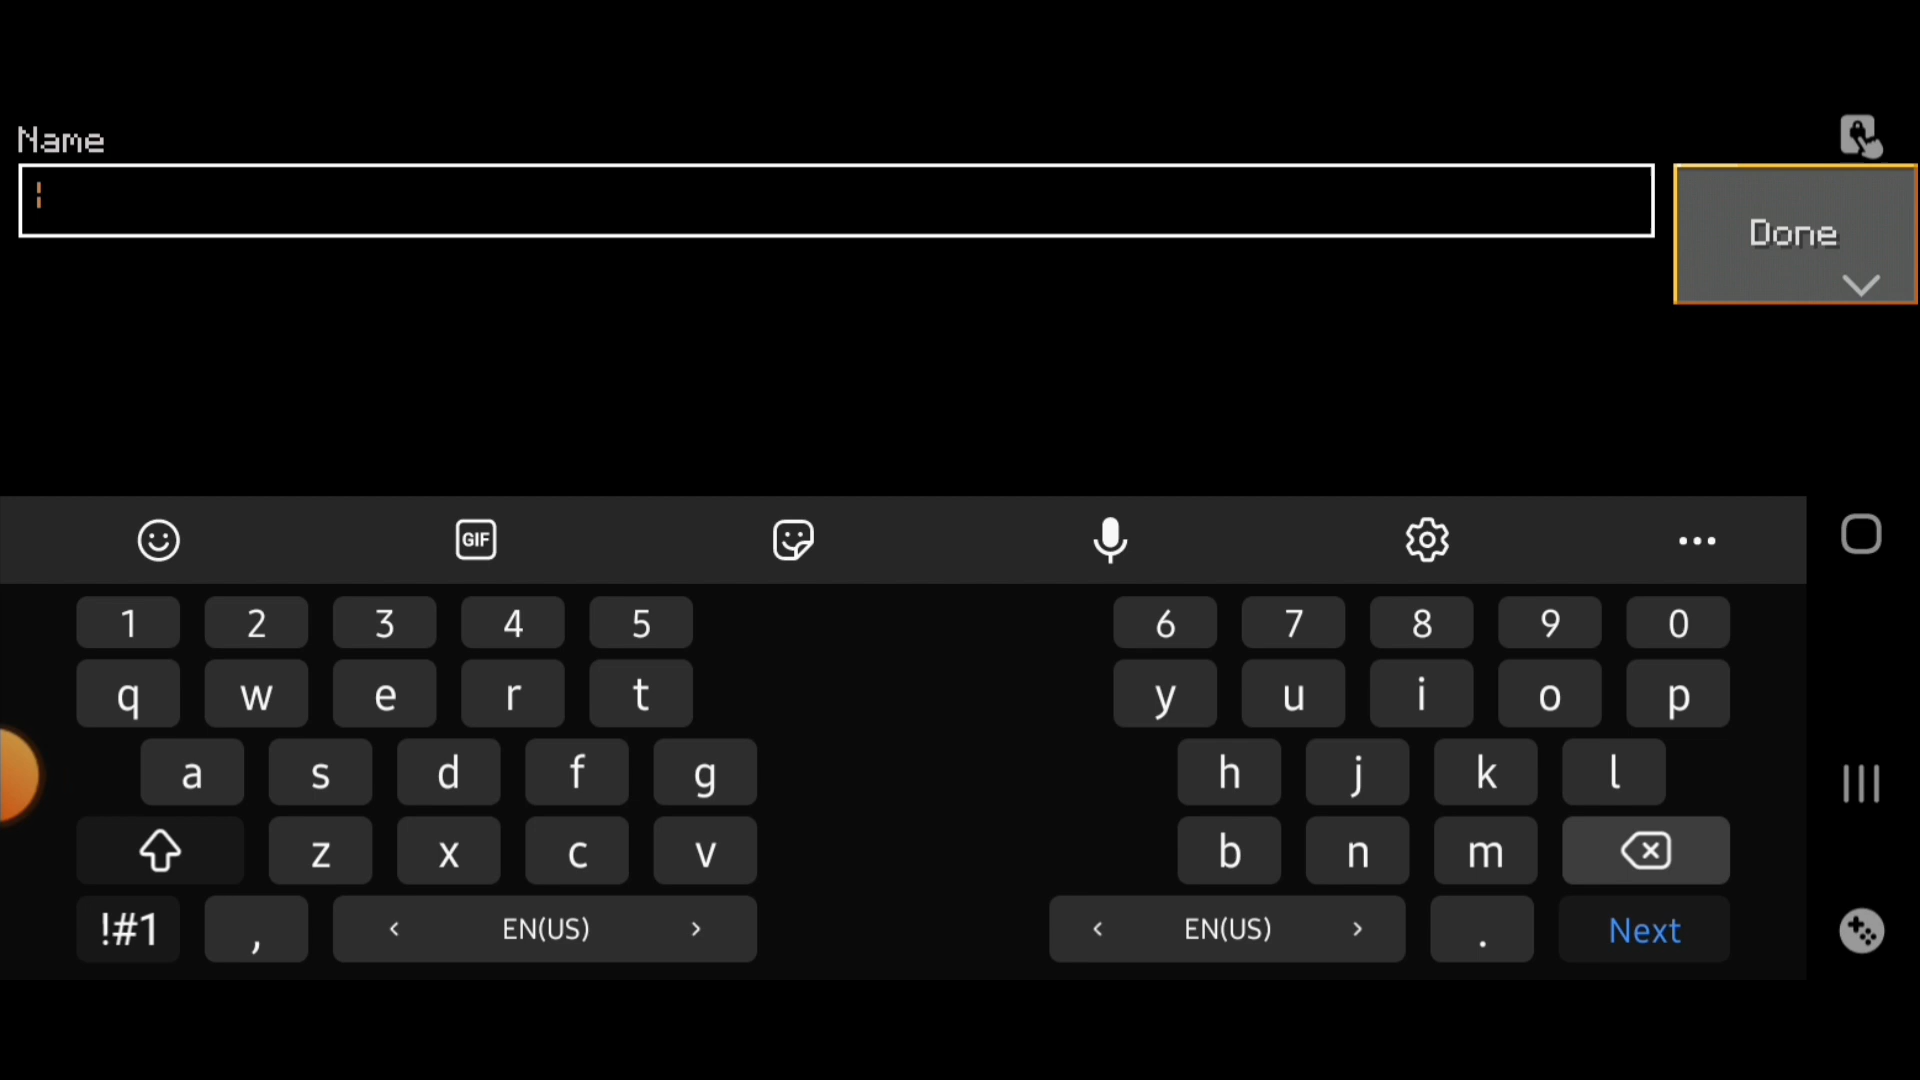 Name
Done
GIF
1 2 3 4 5 6 7 8 9 0
q w e r t y u i o p
a s d f g h j k l
z x c v b n m
!#1 , < EN(US) > < EN(US) > . Next